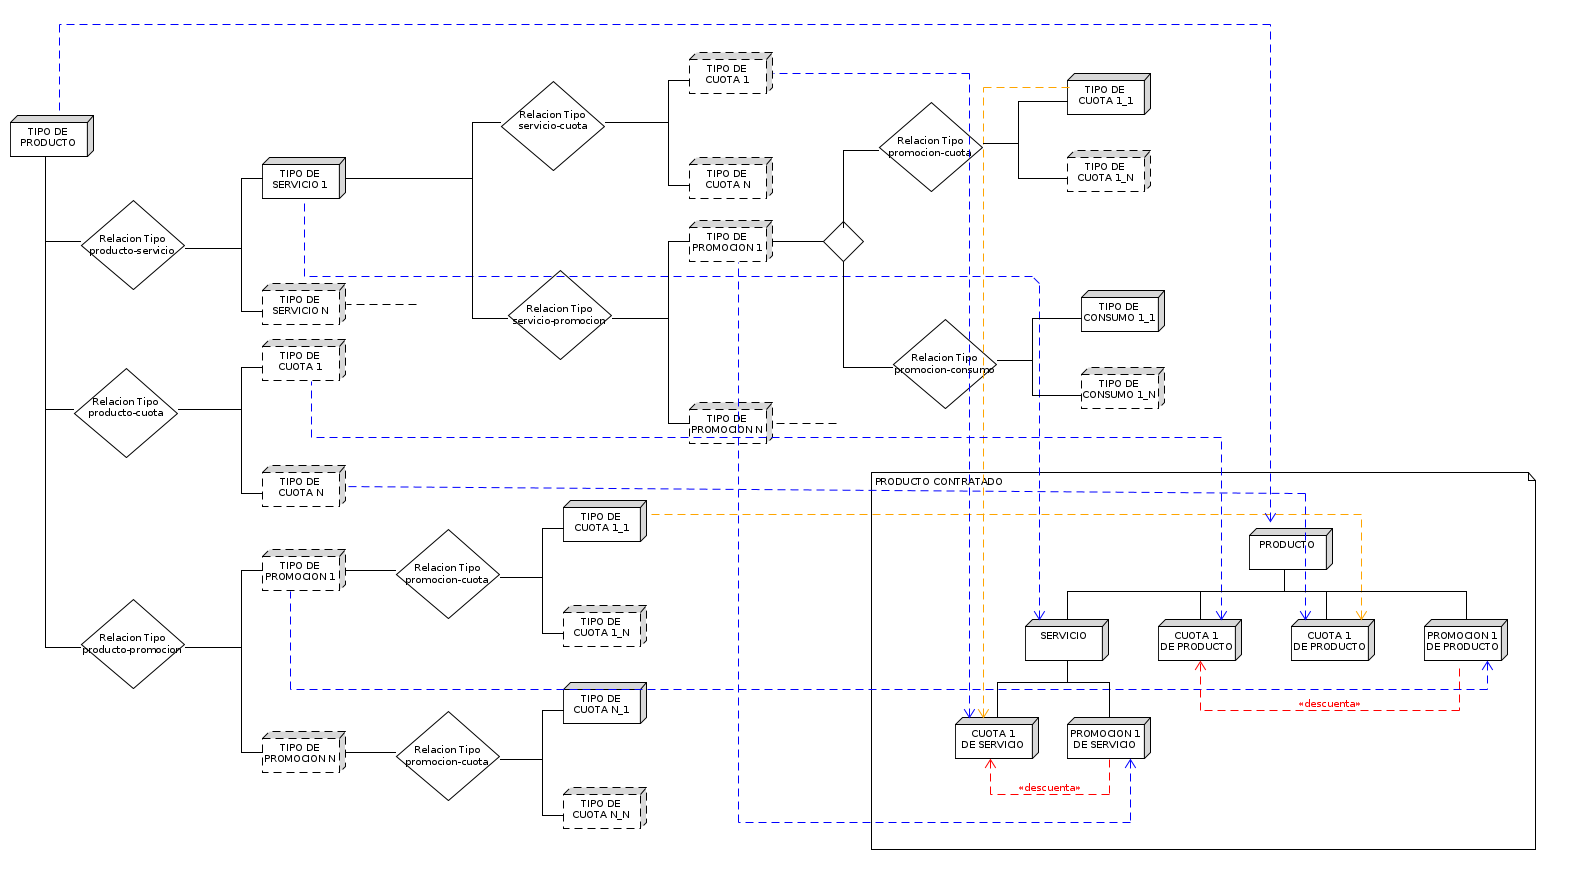 TIPO DE
PRODUCTO
Relacion Tipo
producto-servicio
TIPO DE
SERVICIO 1
TIPO DE
SERVICIO N
Relacion Tipo
servicio-cuota
TIPO DE
CUOTA 1
TIPO DE
CUOTA N
Relacion Tipo
servicio-promocion
TIPO DE
PROMOCION 1
TIPO DE
PROMOCION N
Relacion Tipo
promocion-cuota
TIPO DE
CUOTA 1_1
TIPO DE
CUOTA 1_N
Relacion Tipo
promocion-consumo
TIPO DE
CONSUMO 1_1
TIPO DE
CONSUMO 1_N
Relacion Tipo
producto-cuota
TIPO DE
CUOTA 1
TIPO DE
CUOTA N
Relacion Tipo
producto-promocion
TIPO DE
PROMOCION 1
Relacion Tipo
promocion-cuota
TIPO DE
CUOTA 1_1
TIPO DE
CUOTA 1_N
TIPO DE
PROMOCION N
Relacion Tipo
promocion-cuota
TIPO DE
CUOTA N_1
TIPO DE
CUOTA N_N
PRODUCTO CONTRATADO
PRODUCTO
SERVICIO
CUOTA 1
DE PRODUCTO
CUOTA 1
DE PRODUCTO
PROMOCION 1
DE PRODUCTO
«descuenta»
CUOTA 1
DE SERVICIO
PROMOCION 1
DE SERVICIO
«descuenta»